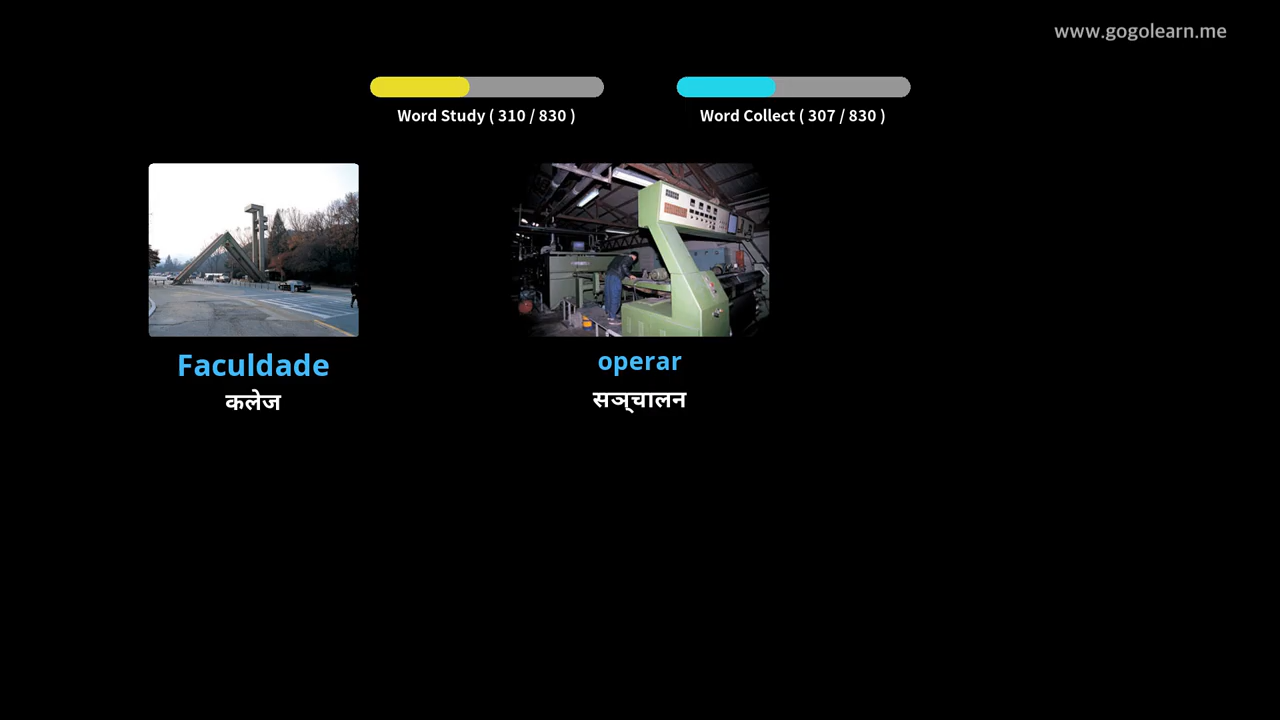 www.gogolearn.me
Word Study ( 310 / 830 )
Word Collect ( 307 / 830 )
Faculdade
कलेज
operar
सञ्चालन